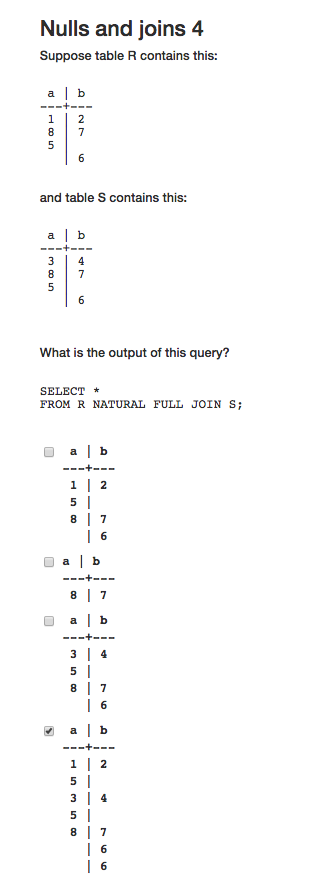 Nulls and joins 4
Suppose table R contains this:
a | b
---+---
1 | 2
8 | 7
5 |
| 6
and table S contains this:
a | b
---+---
3 | 4
8 | 7
5 |
| 6
What is the output of this query?
SELECT *
FROM R NATURAL FULL JOIN S;
a | b
---+---
1 | 2
5 |
8 | 7
| 6
a | b
---+---
8 | 7
a | b
---+---
3 | 4
5 |
8 | 7
| 6
a | b
---+---
1 | 2
5 |
3 | 4
5 |
8 | 7
| 6
| 6